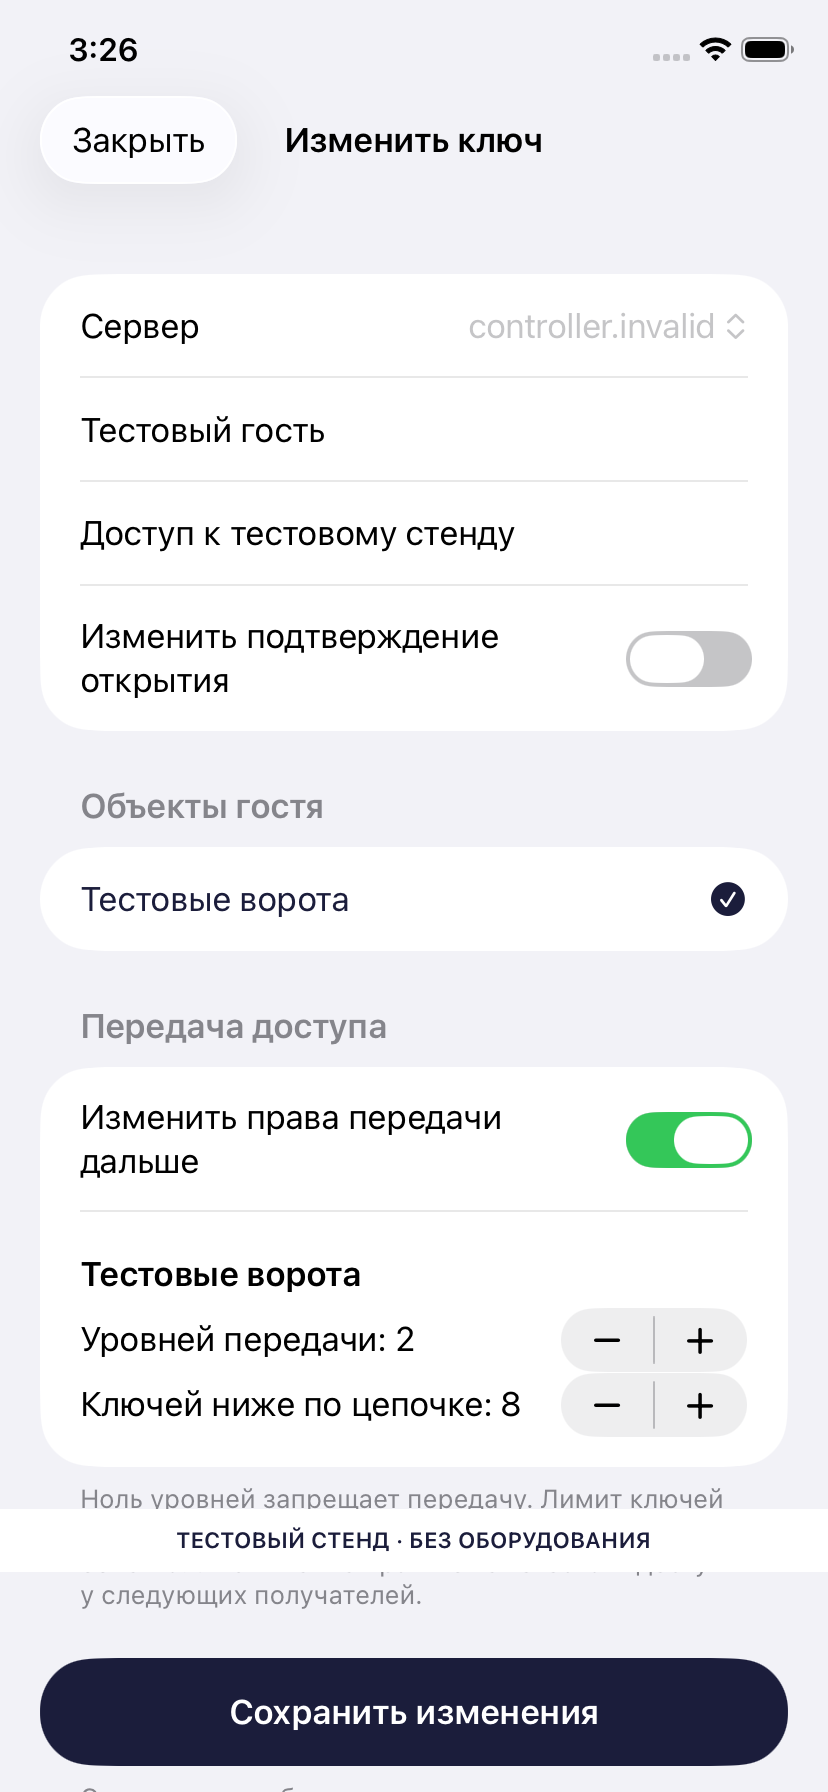 3:26
Закрыть
Изменить ключ
Сервер
controller.invalid
Тестовый гость
Доступ к тестовому стенду
Изменить подтверждение
открытия
Объекты гостя
Тестовые ворота
Передача доступа
Изменить права передачи
дальше
Тестовые ворота
Уровней передачи: 2
Ключей ниже по цепочке: 8
Ноль уровней запрещает передачу. Лимит ключей
ТЕСТОВЫЙ СТЕНД · БЕЗ ОБОРУДОВАНИЯ
у следующих получателей.
Сохранить изменения